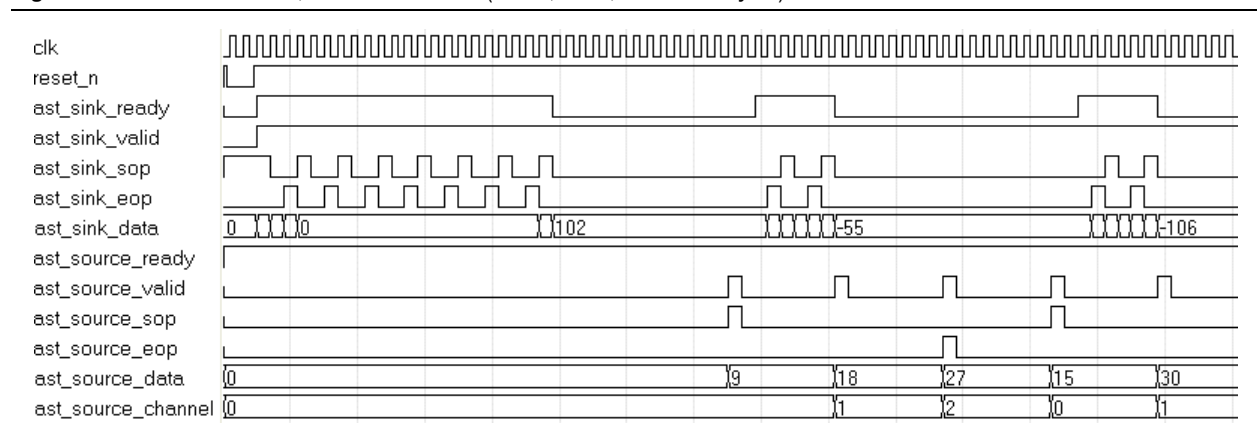 clk
reset_n
ast_sink_ready
ast_sink_valid
ast_sink_sop
ast_sink_eop
ast_sink_data 0 0 102 -55 -106
ast_source_ready
ast_source_valid
ast_source_sop
ast_source_eop
ast_source_data 0 9 18 27 15 30
ast_source_channel 0 1 2 0 1